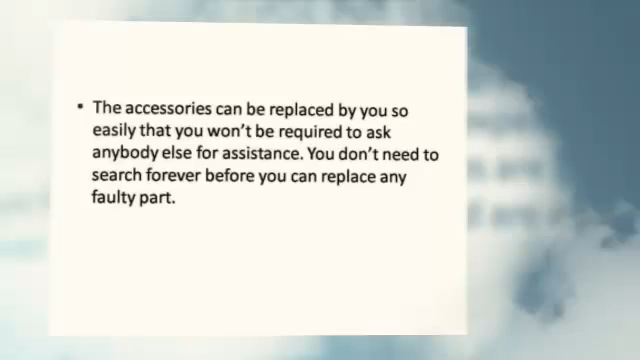 • The accessories can be replaced by you so
easily that you won't be required to ask
anybody else for assistance. You don't need to
search forever before you can replace any
faulty part.